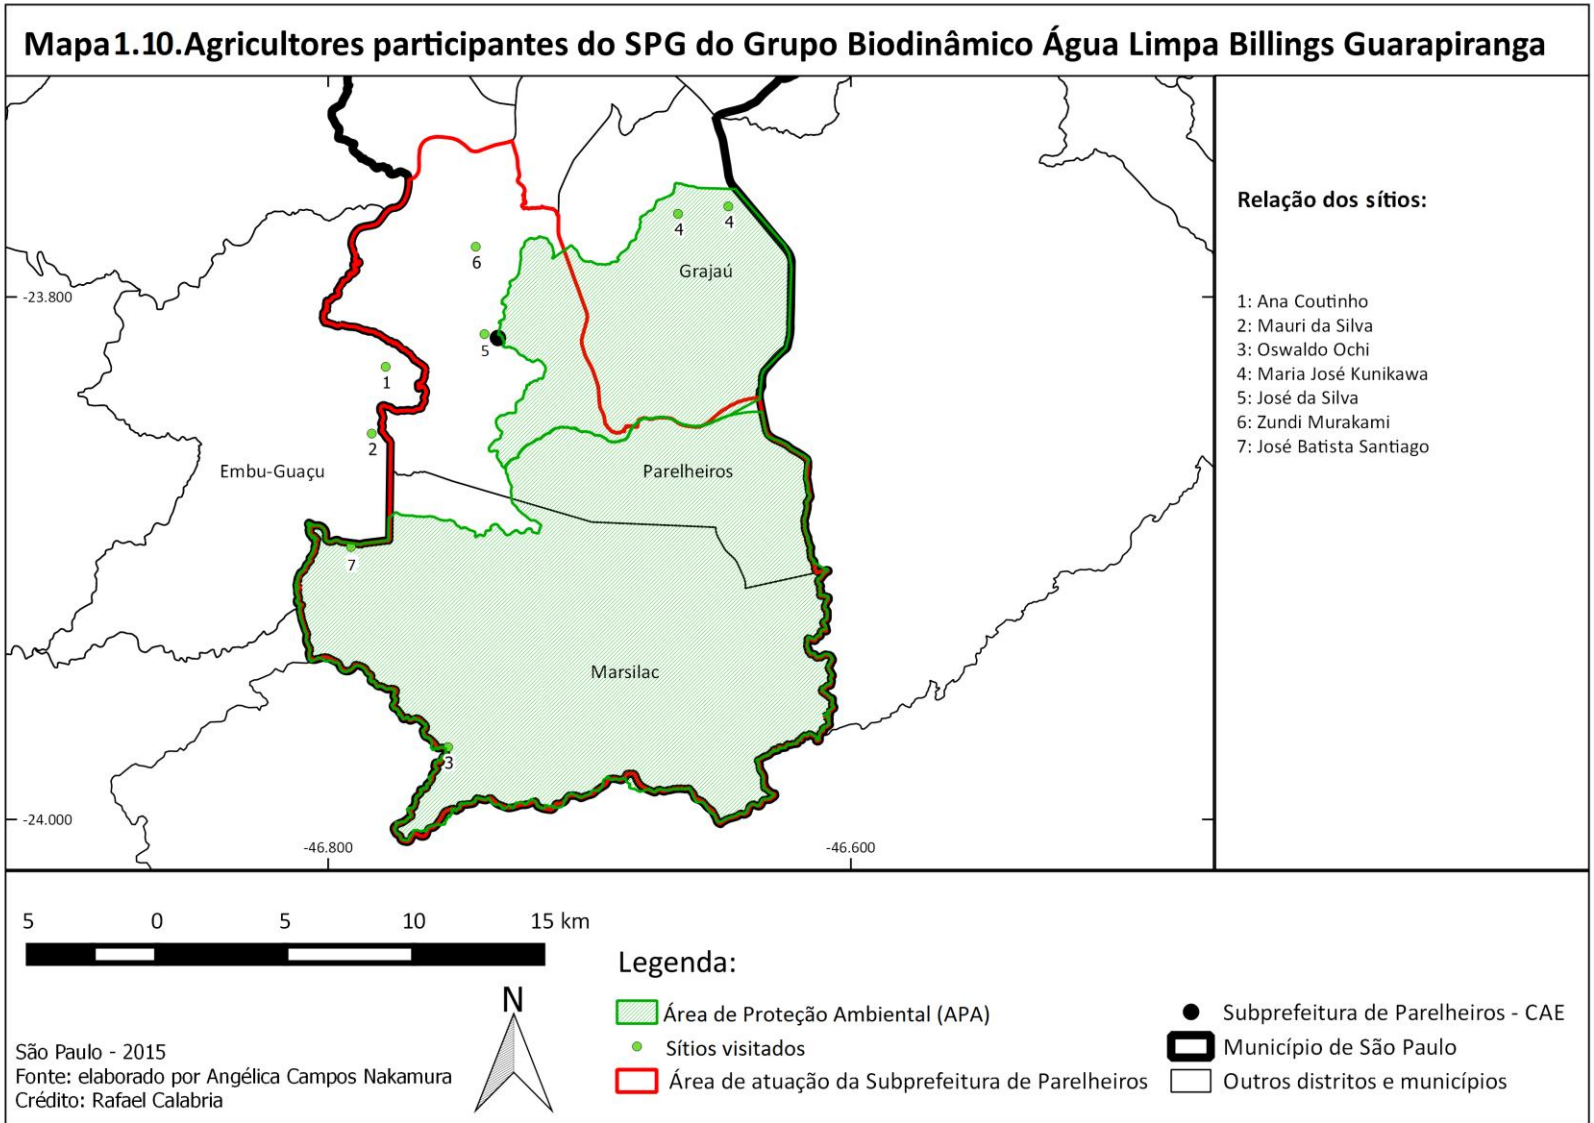 Mapa1.10.Agricultores participantes do SPG do Grupo Biodinâmico Água Limpa Billings Guarapiranga
4
4
6
Grajaú
-23.800
5
1
2
Embu-Guaçu
Parelheiros
7
Marsilac
3
-24.000
-46.800
-46.600
Relação dos sítios:
1: Ana Coutinho
2: Mauri da Silva
3: Oswaldo Ochi
4: Maria José Kunikawa
5: José da Silva
6: Zundi Murakami
7: José Batista Santiago
5 0 5 10 15 km
N
São Paulo - 2015
Fonte: elaborado por Angélica Campos Nakamura
Crédito: Rafael Calabria
Legenda:
Área de Proteção Ambiental (APA)
Sítios visitados
Área de atuação da Subprefeitura de Parelheiros
Subprefeitura de Parelheiros - CAE
Município de São Paulo
Outros distritos e municípios